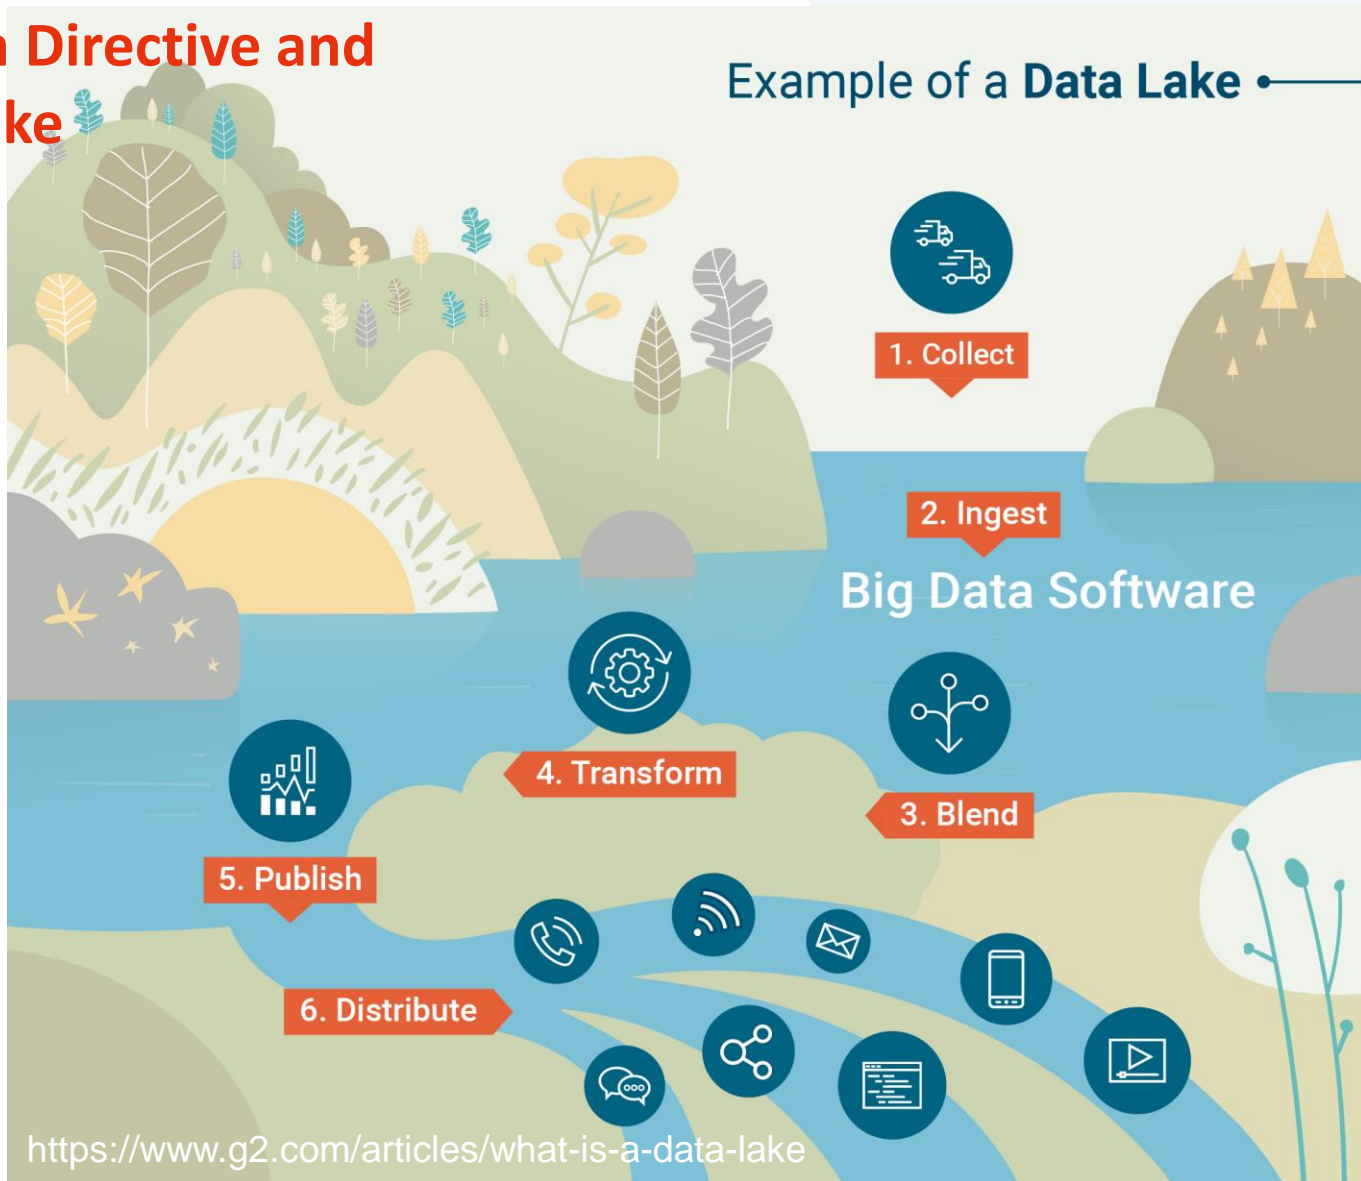 Directive and
ke
Example of a Data Lake
1. Collect
2. Ingest
Big Data Software
4. Transform
3. Blend
5. Publish
6. Distribute
https://www.g2.com/articles/what-is-a-data-lake